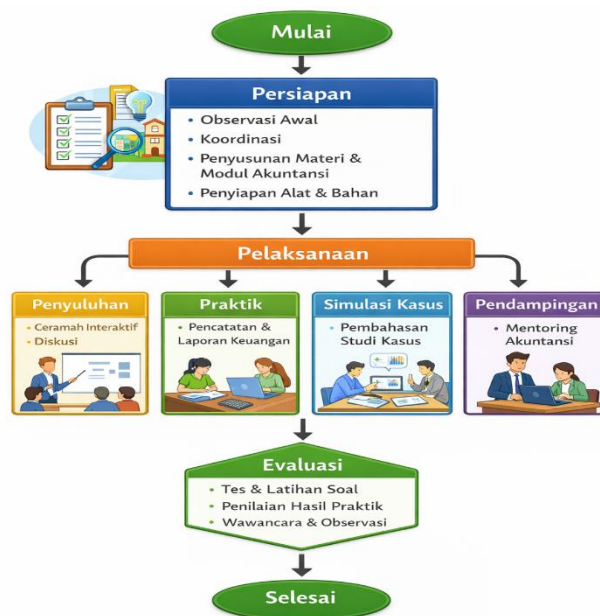 Mulai
Persiapan
• Observasi Awal
• Koordinasi
• Penyusunan Materi &
Modul Akuntansi
• Penyiapan Alat & Bahan
Pelaksanaan
Penyuluhan
• Ceramah Interaktif
• Diskusi
Praktik
• Pencatatan &
Laporan Keuangan
Simulasi Kasus
• Pembahasan
Studi Kasus
Pendampingan
• Mentoring
Akuntansi
Evaluasi
• Tes & Latihan Soal
• Penilaian Hasil Praktik
• Wawancara & Observasi
Selesai